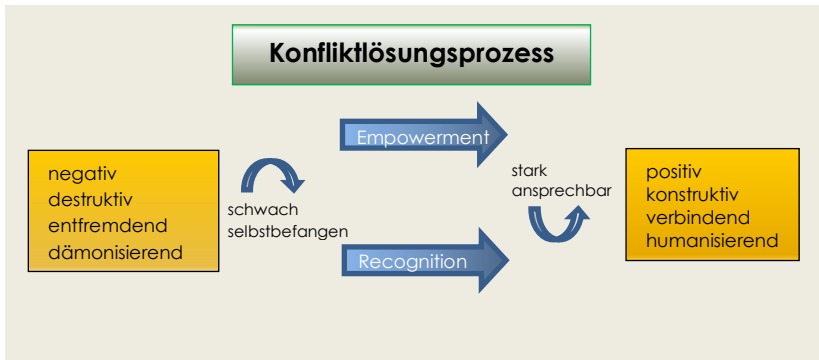 Konfliktlösungsprozess
negativ
destruktiv
entfremdend
dämonisierend
schwach
selbstbefangen
Empowerment
Recognition
stark
ansprechbar
positiv
konstruktiv
verbindend
humanisierend